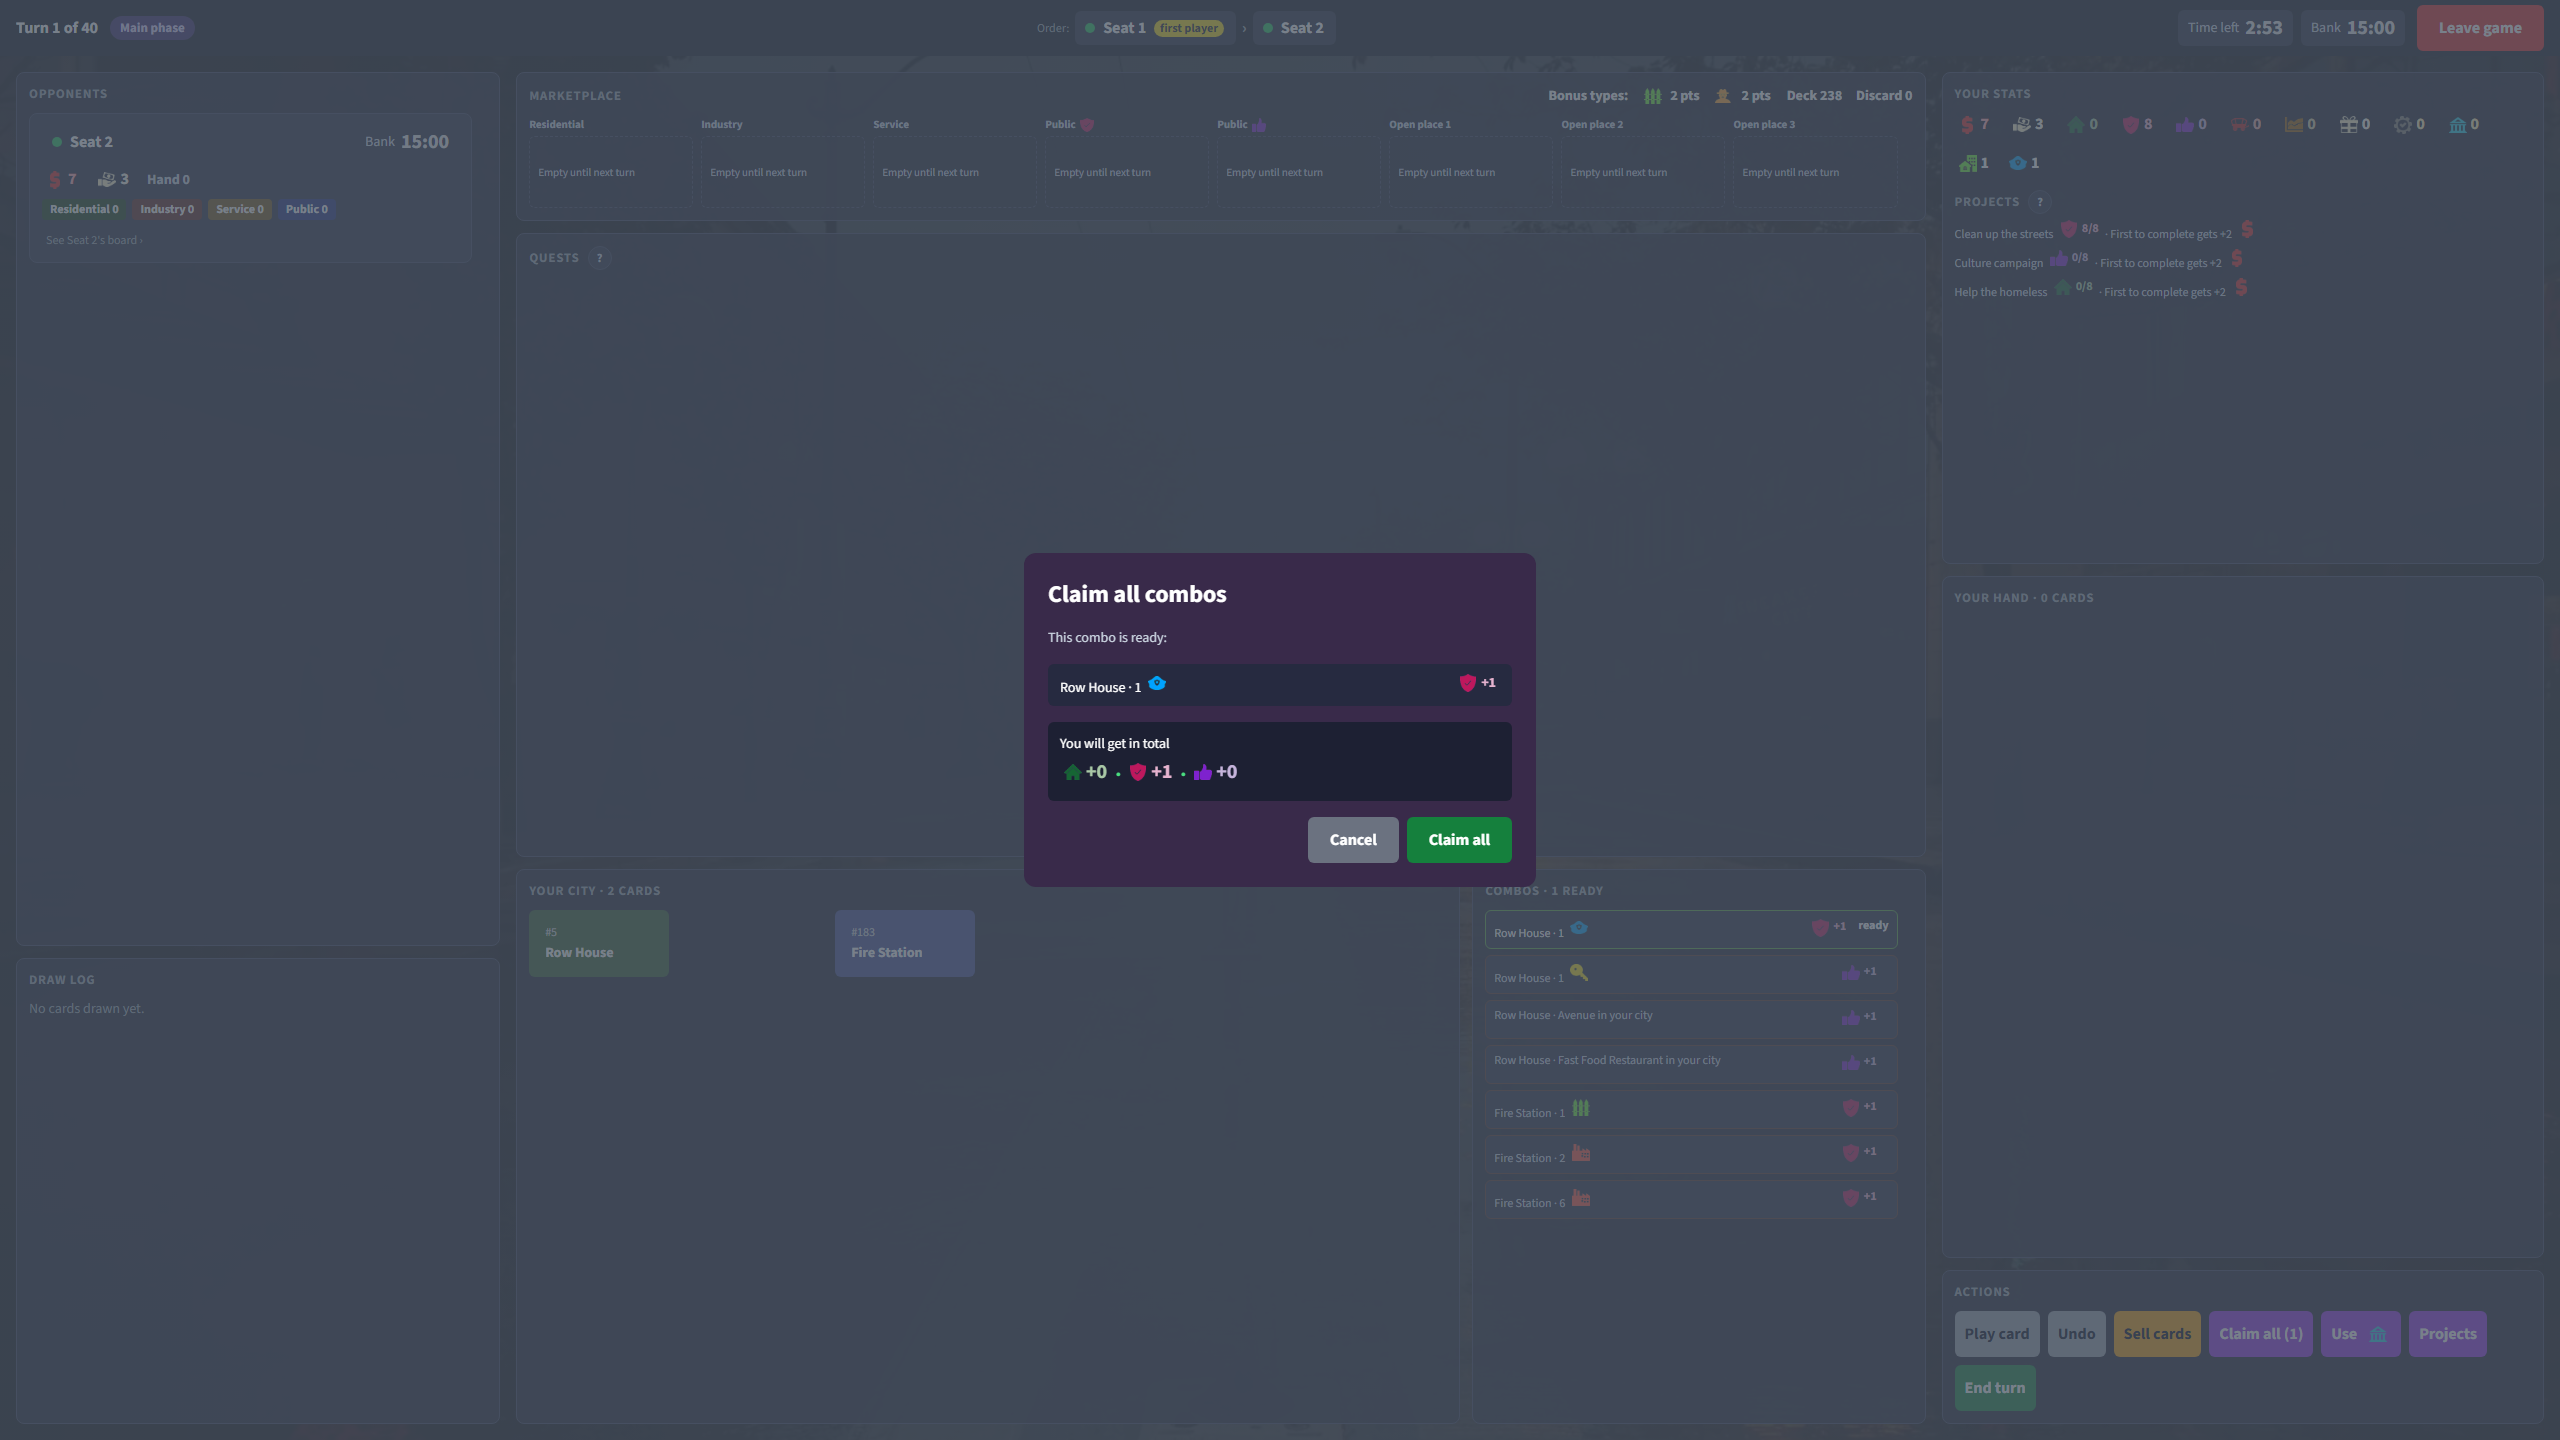 Turn 1 of 40 Main phase
Order: Seat 1 first player › Seat 2
Time left 2:53 Bank 15:00 Leave game
OPPONENTS
Seat 2 Bank 15:00
7 3 Hand 0
Residential 0 Industry 0 Service 0 Public 0
See Seat 2's board ›
DRAW LOG
No cards drawn yet.
MARKETPLACE
Bonus types: 2 pts 2 pts Deck 238 Discard 0
Residential Industry Service Public Public Open place 1 Open place 2 Open place 3
Empty until next turn Empty until next turn Empty until next turn Empty until next turn Empty until next turn Empty until next turn Empty until next turn Empty until next turn
QUESTS ?
Claim all combos
This combo is ready:
Row House · 1 +1
You will get in total
+0 · +1 · +0
Cancel Claim all
YOUR CITY · 2 CARDS
#5
Row House
#183
Fire Station
COMBOS · 1 READY
Row House · 1 +1 ready
Row House · 1 +1
Row House · Avenue in your city +1
Row House · Fast Food Restaurant in your city +1
Fire Station · 1 +1
Fire Station · 2 +1
Fire Station · 6 +1
YOUR STATS
$ 7 3 0 8 0 0 0 0 0 0
1 1
PROJECTS ?
Clean up the streets 8/8 · First to complete gets +2 $
Culture campaign 0/8 · First to complete gets +2 $
Help the homeless 0/8 · First to complete gets +2 $
YOUR HAND · 0 CARDS
ACTIONS
Play card Undo Sell cards Claim all (1) Use Projects
End turn